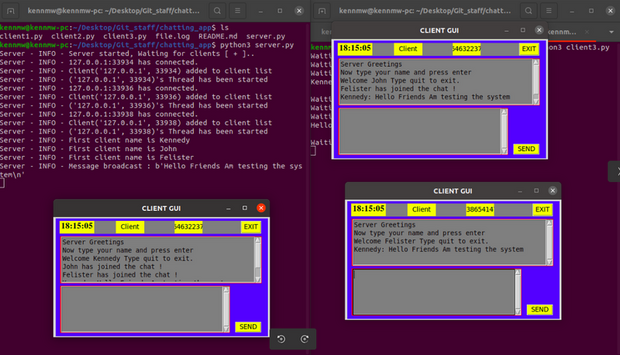 kennmw@kennmw-pc: ~/Desktop/Git_staff/chatt...
kennmw@kennmw-pc:~/Desktop/Git_staff/chatting_app$ ls
client1.py client2.py client3.py file.log README.md server.py
kennmw@kennmw-pc:~/Desktop/Git_staff/chatting_app$ python3 server.py
Server - INFO - Server started, Waiting for clients [ + ]..
Server - INFO - 127.0.0.1:33934 has connected.
Server - INFO - Client('127.0.0.1', 33934) added to client list
Server - INFO - ('127.0.0.1', 33934)'s Thread has been started
Server - INFO - 127.0.0.1:33936 has connected.
Server - INFO - Client('127.0.0.1', 33936) added to client list
Server - INFO - ('127.0.0.1', 33936)'s Thread has been started
Server - INFO - 127.0.0.1:33938 has connected.
Server - INFO - Client('127.0.0.1', 33938) added to client list
Server - INFO - ('127.0.0.1', 33938)'s Thread has been started
Server - INFO - First client name is Kennedy
Server - INFO - First client name is John
Server - INFO - First client name is Felister
Server - INFO - Message broadcast : b'Hello Friends Am testing the sys
tem\n'
CLIENT GUI
18:15:05 Client 64632237 EXIT
Server Greetings
Now type your name and press enter
Welcome Kennedy Type quit to exit.
John has joined the chat !
Felister has joined the chat !
SEND
kennmw@kennmw-pc: ~/Desktop/Git_staff/chatt...
kennm...
on3 client3.py
Waiti
Waiti
Welco
Waiti
Waiti
Hello
Waiti
CLIENT GUI
18:15:05 Client 64632237 EXIT
Server Greetings
Now type your name and press enter
Welcome John Type quit to exit.
Felister has joined the chat !
Kennedy: Hello Friends Am testing the system
SEND
CLIENT GUI
18:15:05 Client 3865414 EXIT
Server Greetings
Now type your name and press enter
Welcome Felister Type quit to exit.
Kennedy: Hello Friends Am testing the system
SEND